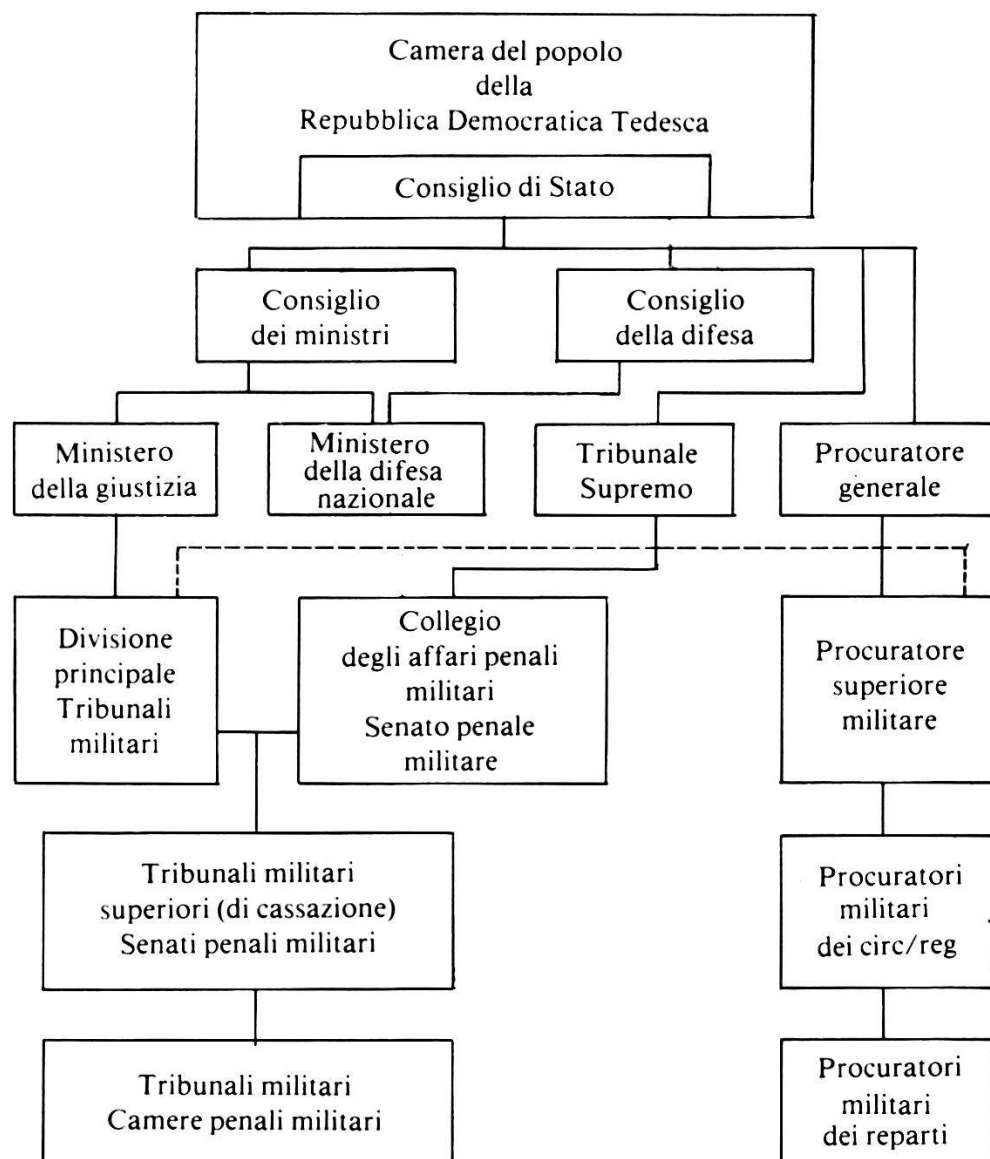 Camera del popolo
della
Repubblica Democratica Tedesca
Consiglio di Stato
Consiglio
dei ministri
Consiglio
della difesa
Ministero
della giustizia
Ministero
della difesa
nazionale
Tribunale
Supremo
Procuratore
generale
Divisione
principale
Tribunali
militari
Collegio
degli affari penali
militari
Senato penale
militare
Procuratore
superiore
militare
Tribunali militari
superiori (di cassazione)
Senati penali militari
Procuratori
militari
dei circ/reg
Tribunali militari
Camere penali militari
Procuratori
militari
dei reparti